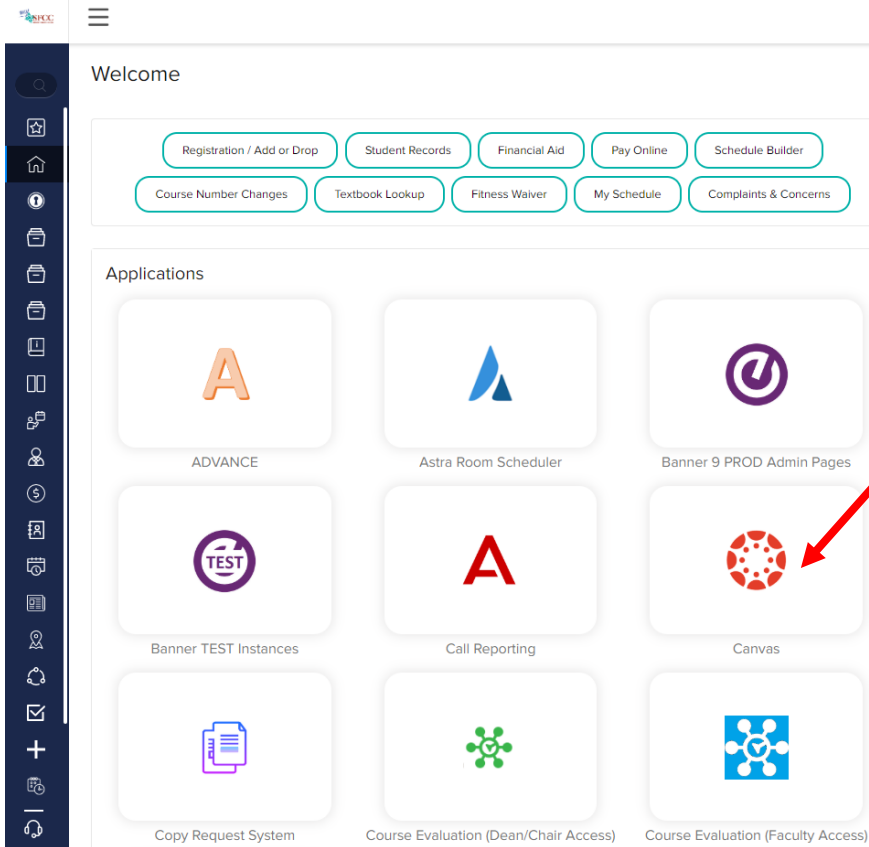 SFCC
Welcome
Registration / Add or Drop Student Records Financial Aid Pay Online Schedule Builder
Course Number Changes Textbook Lookup Fitness Waiver My Schedule Complaints & Concerns
Applications
A
ADVANCE Astra Room Scheduler Banner 9 PROD Admin Pages
TEST
Banner TEST Instances Call Reporting Canvas
Copy Request System Course Evaluation (Dean/Chair Access) Course Evaluation (Faculty Access)